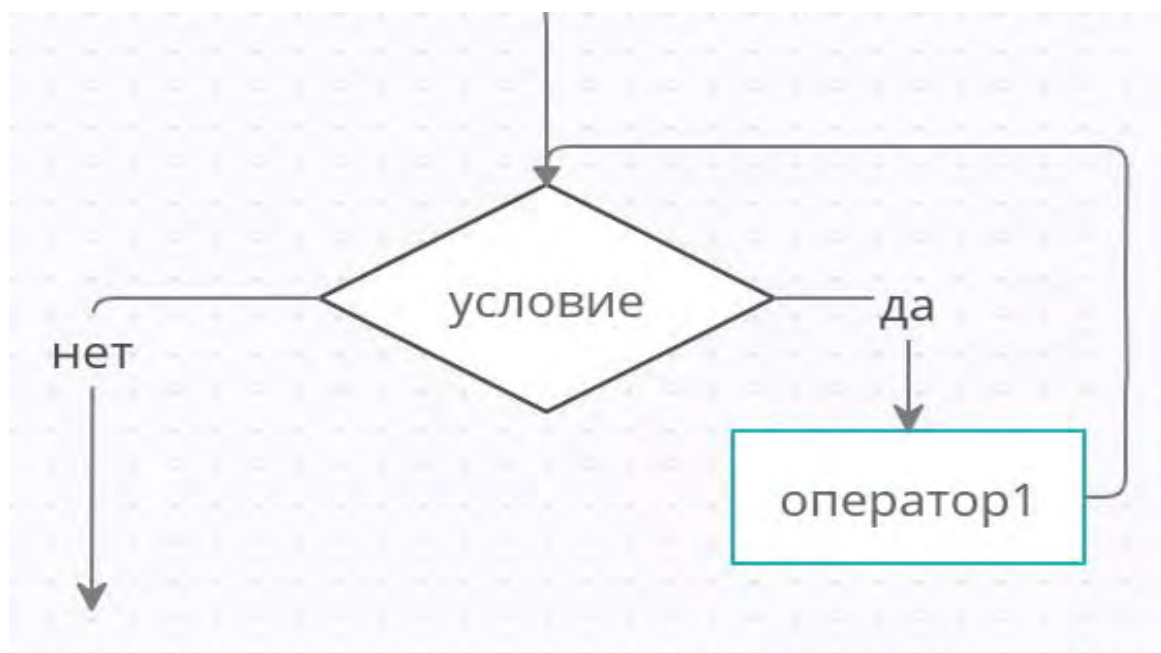 условие
да
нет
оператор1